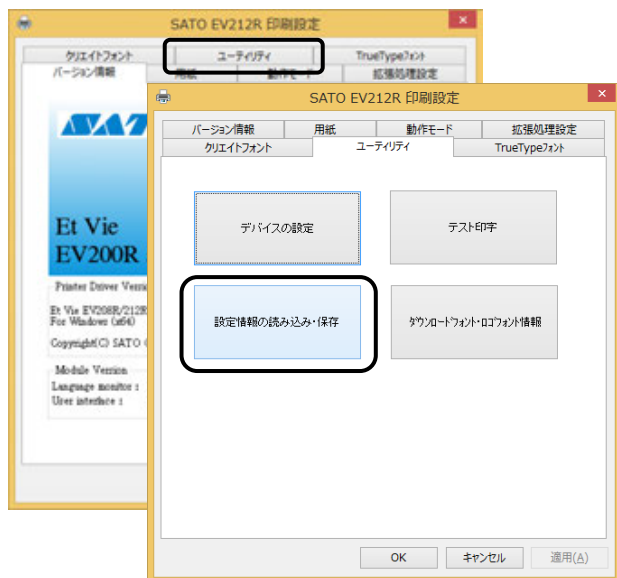 SATO EV212R 印刷設定
クリエイトフォント ユーティリティ TrueTypeフォント
バージョン情報 用紙 動作モード 拡張処理設定
SATO
Et Vie
EV200R
Printer Driver
Et Vie EV208R/212R
For Windows (x64)
Copyright(C) SATO
Module Version
Language monitor :
User interface :
SATO EV212R 印刷設定
バージョン情報 用紙 動作モード 拡張処理設定
クリエイトフォント ユーティリティ TrueTypeフォント
デバイスの設定 テスト印字
設定情報の読み込み・保存 ダウンロードフォント・ロゴフォント情報
OK キャンセル 適用(A)